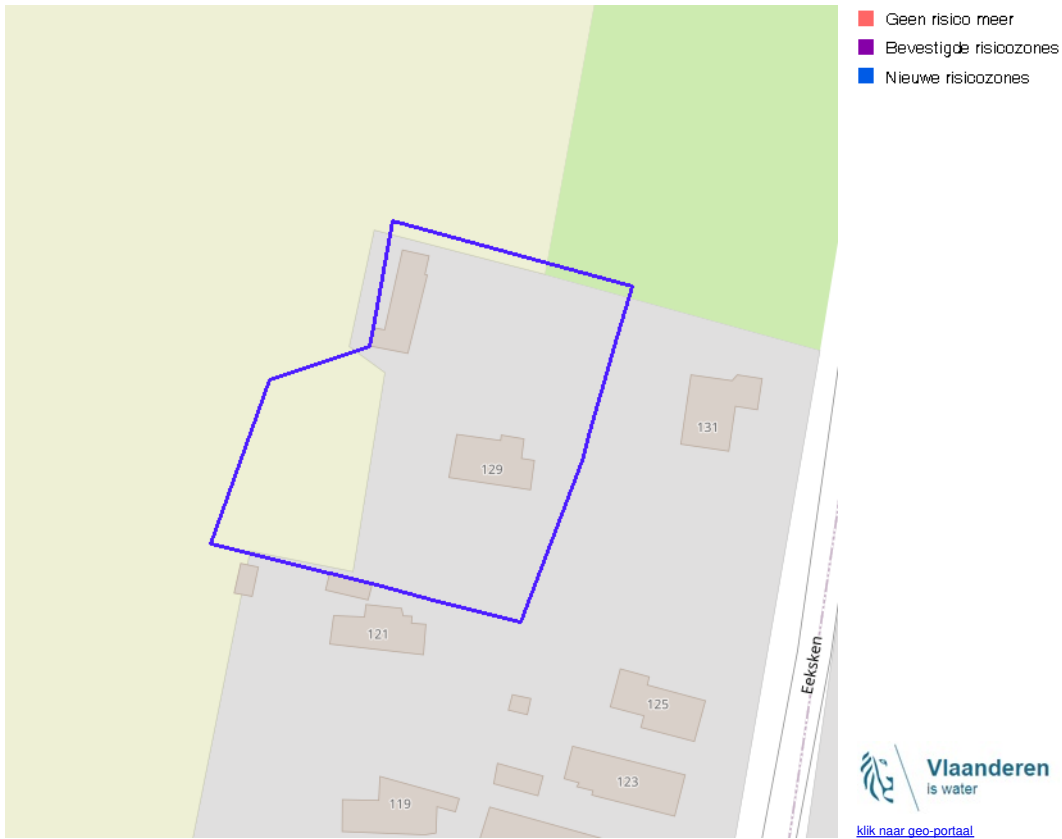 Geen risico meer
Bevestigde risicozones
Nieuwe risicozones
131
129
121
Eeksken
125
123
119
Vlaanderen
is water
klik naar geo-portaal